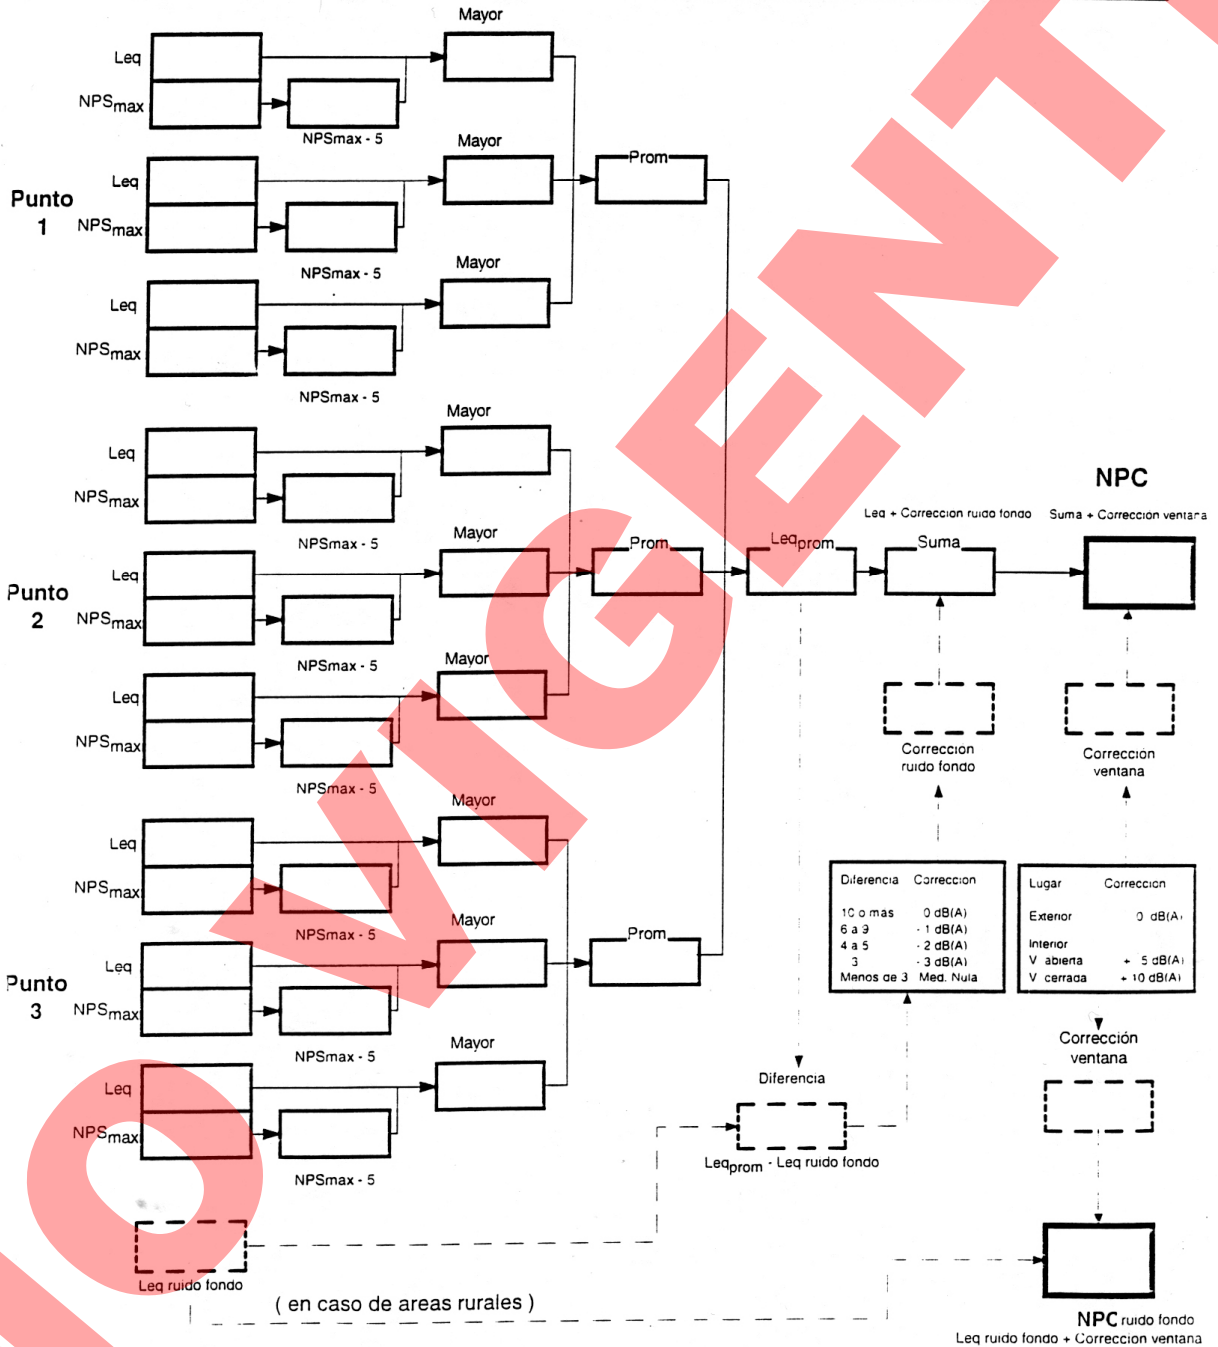 Mayor
Leq
NPSmax
NPSmax - 5
Mayor
Leq
NPSmax
NPSmax - 5
Prom
Punto
1
Mayor
Leq
NPSmax
NPSmax - 5
Mayor
Leq
NPSmax
NPSmax - 5
NPC
Leq + Correccion ruido fondo
Suma + Correccion ventana
Mayor
Leq
NPSmax
NPSmax - 5
Prom
Leqprom
Suma
Punto
2
Mayor
Leq
NPSmax
NPSmax - 5
Correccion
ruido fondo
Corrección
ventana
Mayor
Leq
NPSmax
NPSmax - 5
Diferencia Correccion
10 o mas 0 dB(A)
6 a 9 - 1 dB(A)
4 a 5 - 2 dB(A)
3 - 3 dB(A)
Menos de 3 Med. Nula
Lugar Correccion
Exterior 0 dB(A)
Interior
V abierta + 5 dB(A)
V cerrada + 10 dB(A)
Mayor
Leq
NPSmax
NPSmax - 5
Prom
Punto
3
Mayor
Leq
NPSmax
NPSmax - 5
Corrección
ventana
Diferencia
Leqprom - Leq ruido fondo
Leq ruido fondo
( en caso de areas rurales )
NPC ruido fondo
Leq ruido fondo + Correccion ventana
NO VIGENTE